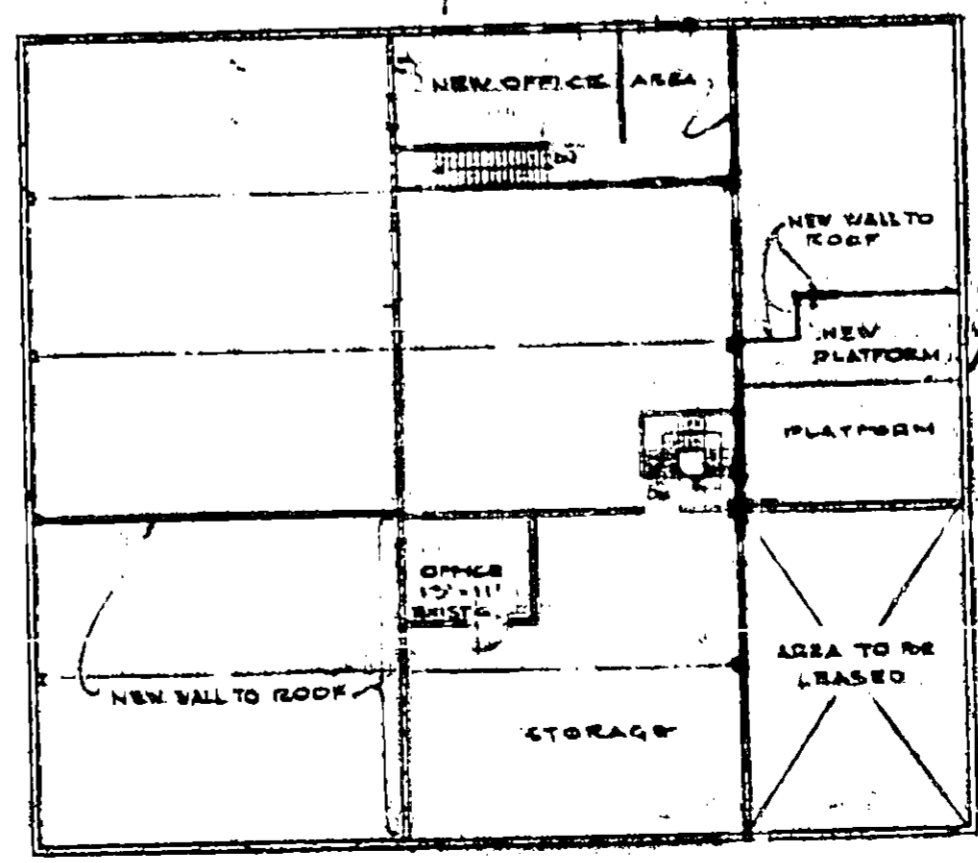 NEW OFFICE AREA
NEW WALL TO
ROOF
NEW
PLATFORM
PLATFORM
OFFICE
EXIST'G.
AREA TO BE
LEASED
NEW WALL TO ROOF
STORAGE